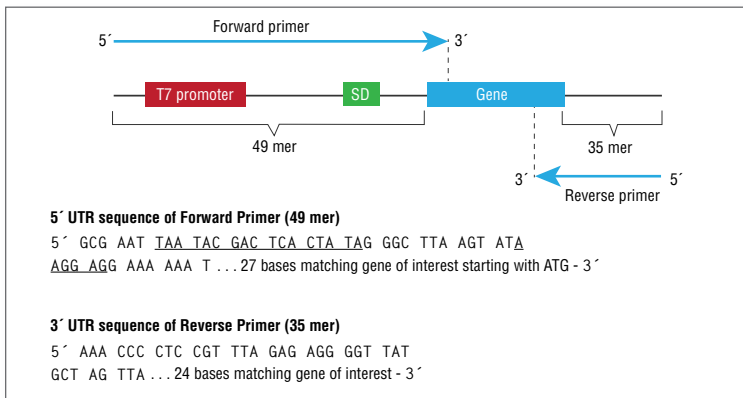 Forward primer
5´ 3´
T7 promoter SD Gene
49 mer 35 mer
3´ 5´
Reverse primer
5´ UTR sequence of Forward Primer (49 mer)
5´ GCG AAT TAA TAC GAC TCA CTA TAG GGC TTA AGT ATA
AGG AGG AAA AAA T ... 27 bases matching gene of interest starting with ATG - 3´
3´ UTR sequence of Reverse Primer (35 mer)
5´ AAA CCC CTC CGT TTA GAG AGG GGT TAT
GCT AG TTA ... 24 bases matching gene of interest - 3´